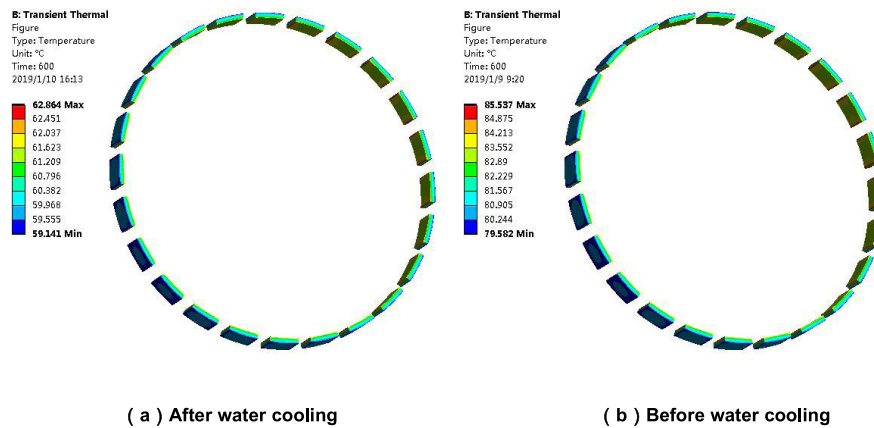 B: Transient Thermal
Figure
Type: Temperature
Unit: °C
Time: 600
2019/1/10 16:13
62.864 Max
62.451
62.037
61.623
61.209
60.796
60.382
59.968
59.555
59.141 Min
B: Transient Thermal
Figure
Type: Temperature
Unit: °C
Time: 600
2019/1/9 9:20
85.537 Max
84.875
84.213
83.552
82.89
82.229
81.567
80.905
80.244
79.582 Min
( a ) After water cooling
( b ) Before water cooling